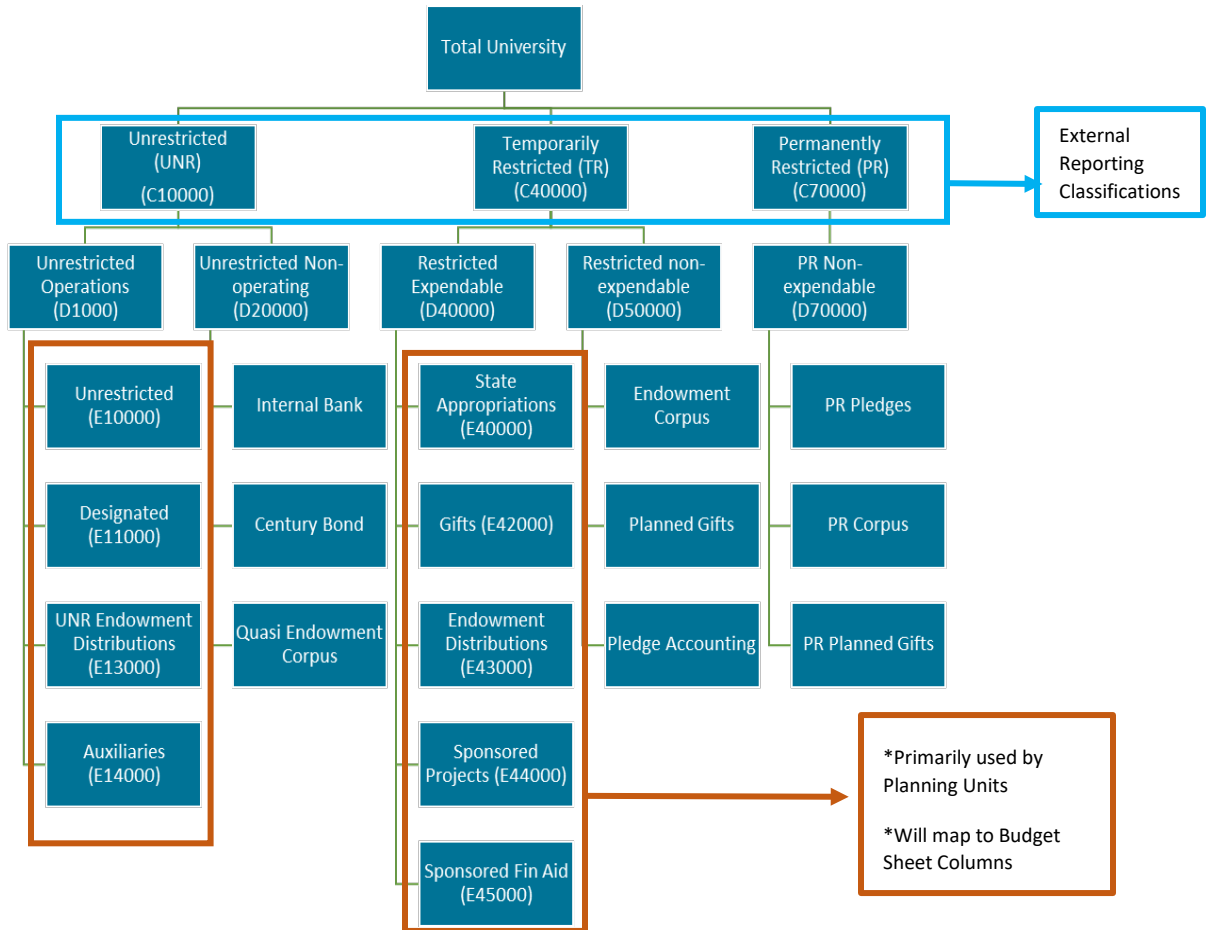 Total University
Unrestricted
(UNR)
(C10000)
Temporarily
Restricted (TR)
(C40000)
Permanently
Restricted (PR)
(C70000)
External
Reporting
Classifications
Unrestricted
Operations
(D1000)
Unrestricted Non-
operating
(D20000)
Restricted
Expendable
(D40000)
Restricted non-
expendable
(D50000)
PR Non-
expendable
(D70000)
Unrestricted
(E10000)
Internal Bank
State
Appropriations
(E40000)
Endowment
Corpus
PR Pledges
Designated
(E11000)
Century Bond
Gifts (E42000)
Planned Gifts
PR Corpus
UNR Endowment
Distributions
(E13000)
Quasi Endowment
Corpus
Endowment
Distributions
(E43000)
Pledge Accounting
PR Planned Gifts
Auxiliaries
(E14000)
Sponsored
Projects (E44000)
*Primarily used by
Planning Units
*Will map to Budget
Sheet Columns
Sponsored Fin Aid
(E45000)